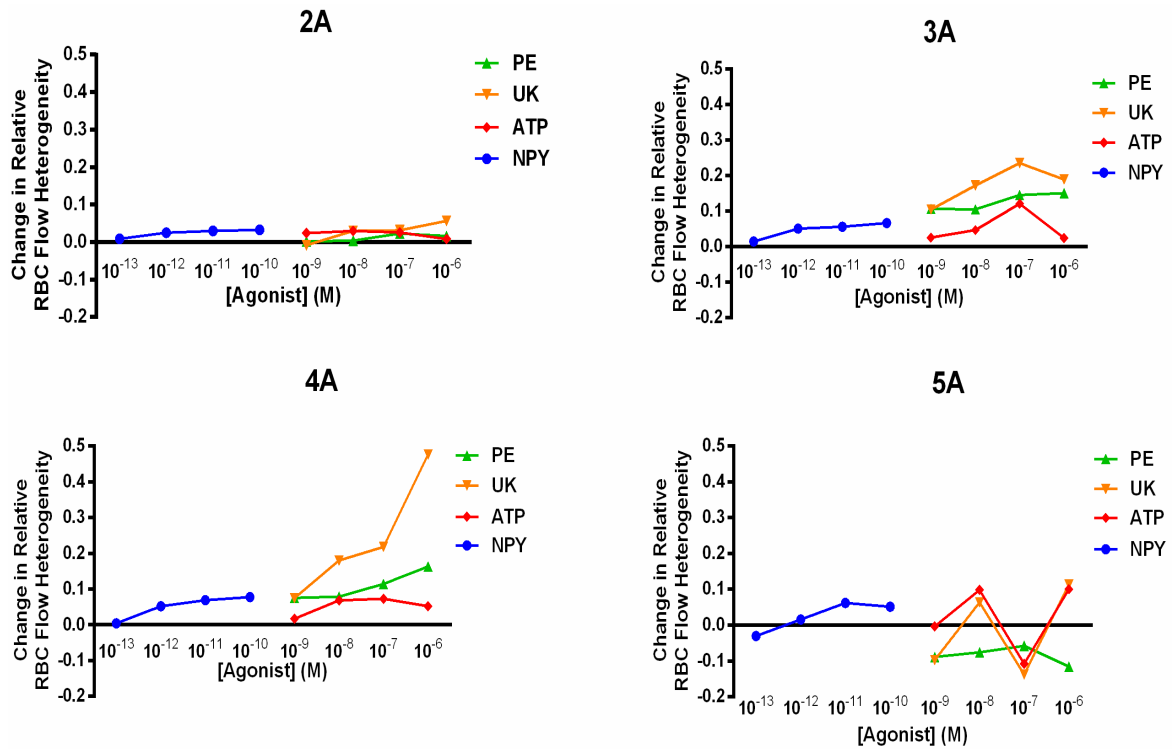 2A
Change in Relative
RBC Flow Heterogeneity
0.5
0.4
0.3
0.2
0.1
0.0
-0.1
-0.2
10-13 10-12 10-11 10-10 10-9 10-8 10-7 10-6
[Agonist] (M)
PE
UK
ATP
NPY
3A
Change in Relative
RBC Flow Heterogeneity
0.5
0.4
0.3
0.2
0.1
0.0
-0.1
-0.2
10-13 10-12 10-11 10-10 10-9 10-8 10-7 10-6
[Agonist] (M)
PE
UK
ATP
NPY
4A
Change in Relative
RBC Flow Heterogeneity
0.5
0.4
0.3
0.2
0.1
0.0
-0.1
-0.2
10-13 10-12 10-11 10-10 10-9 10-8 10-7 10-6
[Agonist] (M)
PE
UK
ATP
NPY
5A
Change in Relative
RBC Flow Heterogeneity
0.5
0.4
0.3
0.2
0.1
0.0
-0.1
-0.2
10-13 10-12 10-11 10-10 10-9 10-8 10-7 10-6
[Agonist] (M)
PE
UK
ATP
NPY